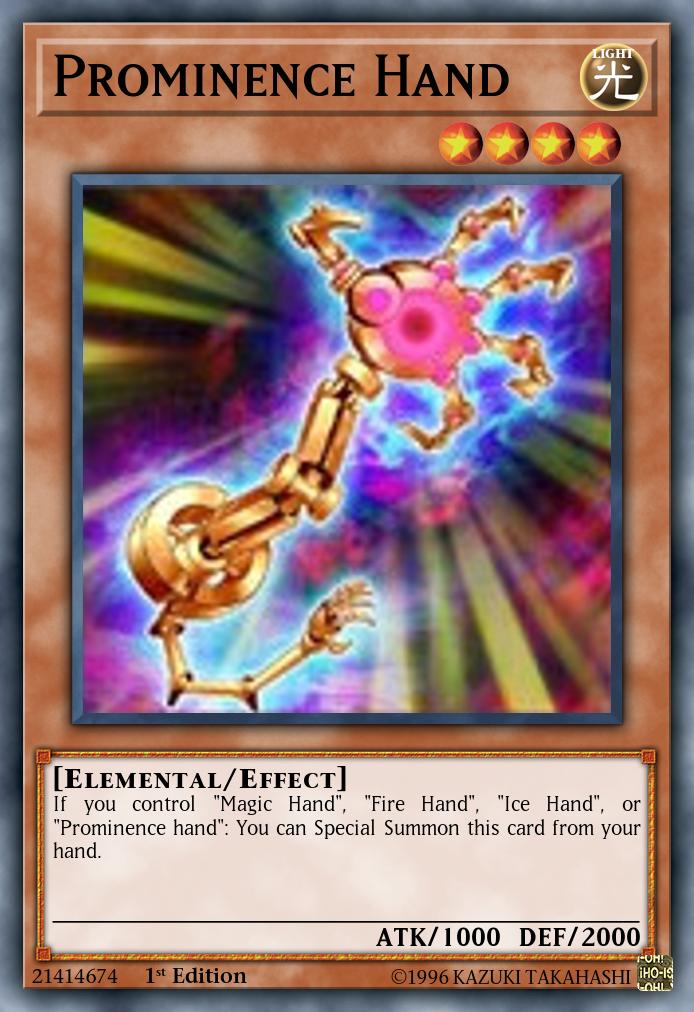 Prominence Hand
LIGHT
光
[Elemental/Effect]
If you control "Magic Hand", "Fire Hand", "Ice Hand", or
"Prominence hand": You can Special Summon this card from your
hand.
ATK/1000 DEF/2000
21414674 1st Edition ©1996 KAZUKI TAKAHASHI